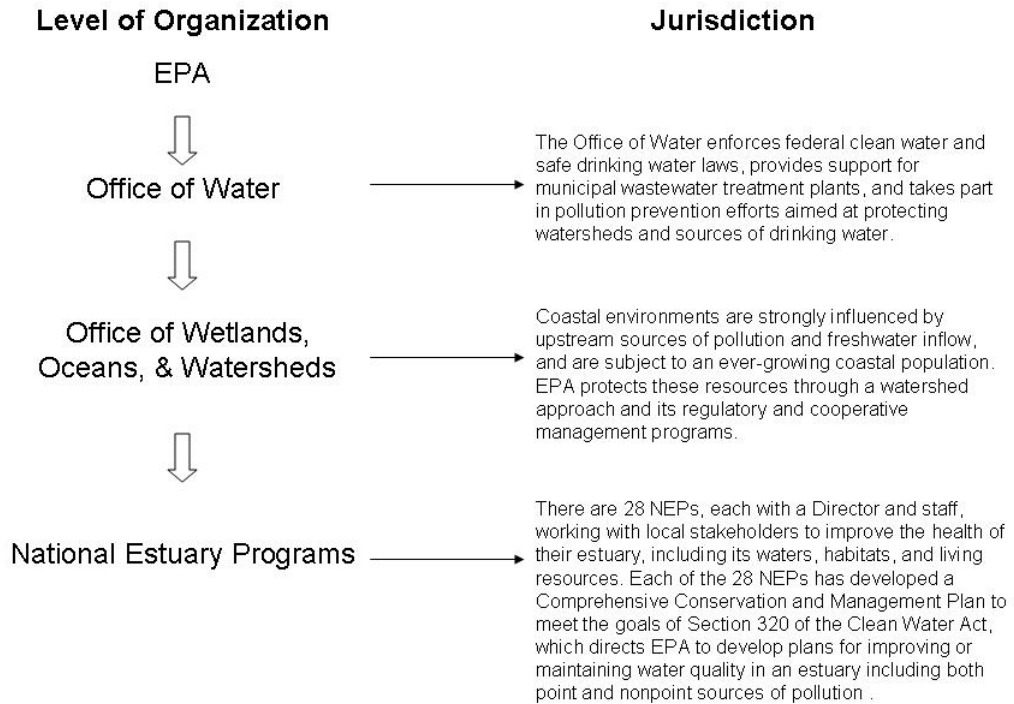 Level of Organization
Jurisdiction
EPA
Office of Water
The Office of Water enforces federal clean water and
safe drinking water laws, provides support for
municipal wastewater treatment plants, and takes part
in pollution prevention efforts aimed at protecting
watersheds and sources of drinking water.
Office of Wetlands,
Oceans, & Watersheds
Coastal environments are strongly influenced by
upstream sources of pollution and freshwater inflow,
and are subject to an ever-growing coastal population.
EPA protects these resources through a watershed
approach and its regulatory and cooperative
management programs.
National Estuary Programs
There are 28 NEPs, each with a Director and staff,
working with local stakeholders to improve the health of
their estuary, including its waters, habitats, and living
resources. Each of the 28 NEPs has developed a
Comprehensive Conservation and Management Plan to
meet the goals of Section 320 of the Clean Water Act,
which directs EPA to develop plans for improving or
maintaining water quality in an estuary including both
point and nonpoint sources of pollution .